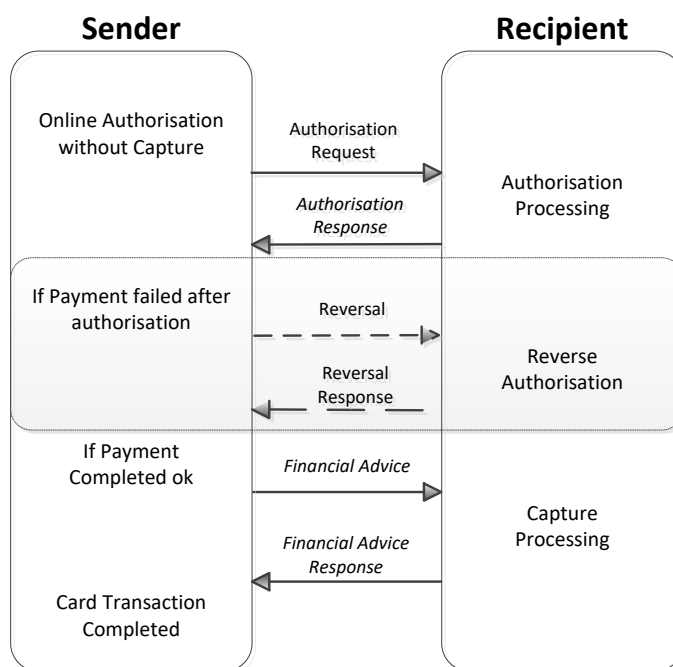 Sender
Recipient
Online Authorisation
without Capture
Authorisation
Request
Authorisation
Processing
Authorisation
Response
If Payment failed after
authorisation
Reversal
Reverse
Authorisation
Reversal
Response
If Payment
Completed ok
Financial Advice
Capture
Processing
Financial Advice
Response
Card Transaction
Completed